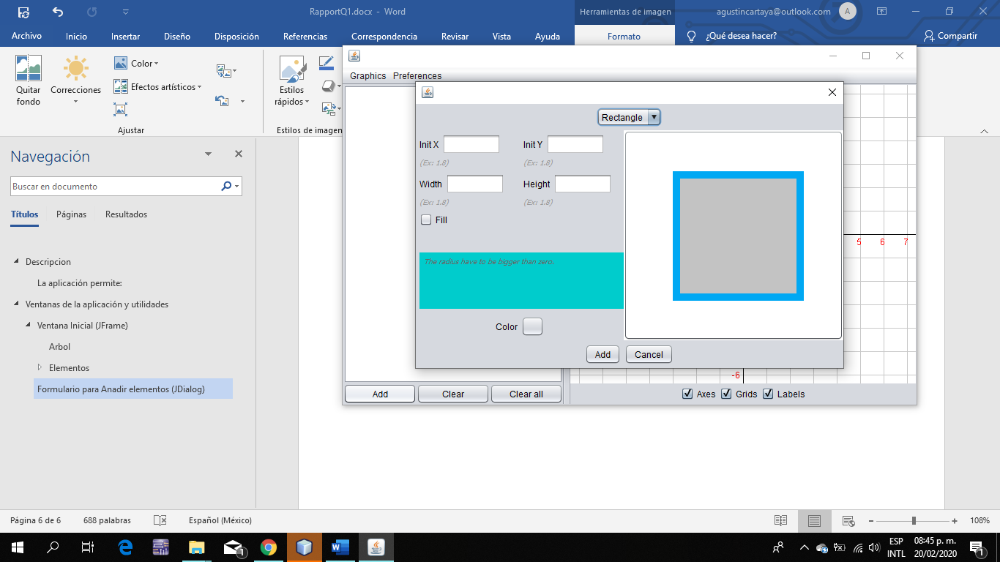 RapportQ1.docx - Word
Herramientas de imagen
agustincartaya@outlook.com
A
Archivo Inicio Insertar Diseño Disposición Referencias Correspondencia Revisar Vista Ayuda Formato ¿Qué desea hacer? Compartir
Quitar fondo
Correcciones
Color
Efectos artísticos
Ajustar
Estilos rápidos
Estilos de imagen
Navegación
Buscar en documento
Títulos Páginas Resultados
Descripcion
La aplicación permite:
Ventanas de la aplicación y utilidades
Ventana Inicial (JFrame)
Arbol
Elementos
Formulario para Anadir elementos (JDialog)
Graphics Preferences
Rectangle
Init X Init Y
(Ex: 1.8) (Ex: 1.8)
Width Height
(Ex: 1.8) (Ex: 1.8)
Fill
The radius have to be bigger than zero.
Color
Add Cancel
5 6 7
-6
Add Clear Clear all
Axes Grids Labels
Página 6 de 6 688 palabras Español (México) 108%
1
ESP
INTL
08:45 p. m.
20/02/2020
1